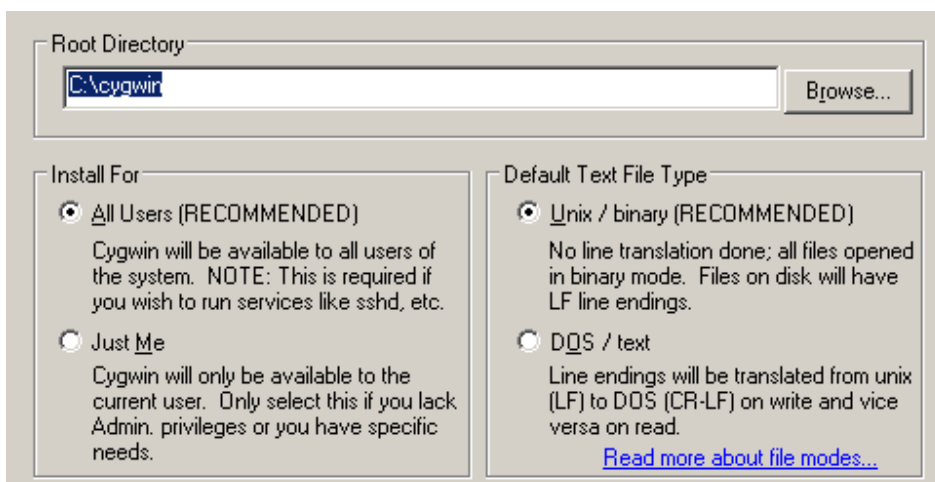 Root Directory
C:\cygwin
Browse...
Install For
All Users (RECOMMENDED)
Cygwin will be available to all users of
the system. NOTE: This is required if
you wish to run services like sshd, etc.
Just Me
Cygwin will only be available to the
current user. Only select this if you lack
Admin. privileges or you have specific
needs.
Default Text File Type
Unix / binary (RECOMMENDED)
No line translation done; all files opened
in binary mode. Files on disk will have
LF line endings.
DOS / text
Line endings will be translated from unix
(LF) to DOS (CR-LF) on write and vice
versa on read.
Read more about file modes...